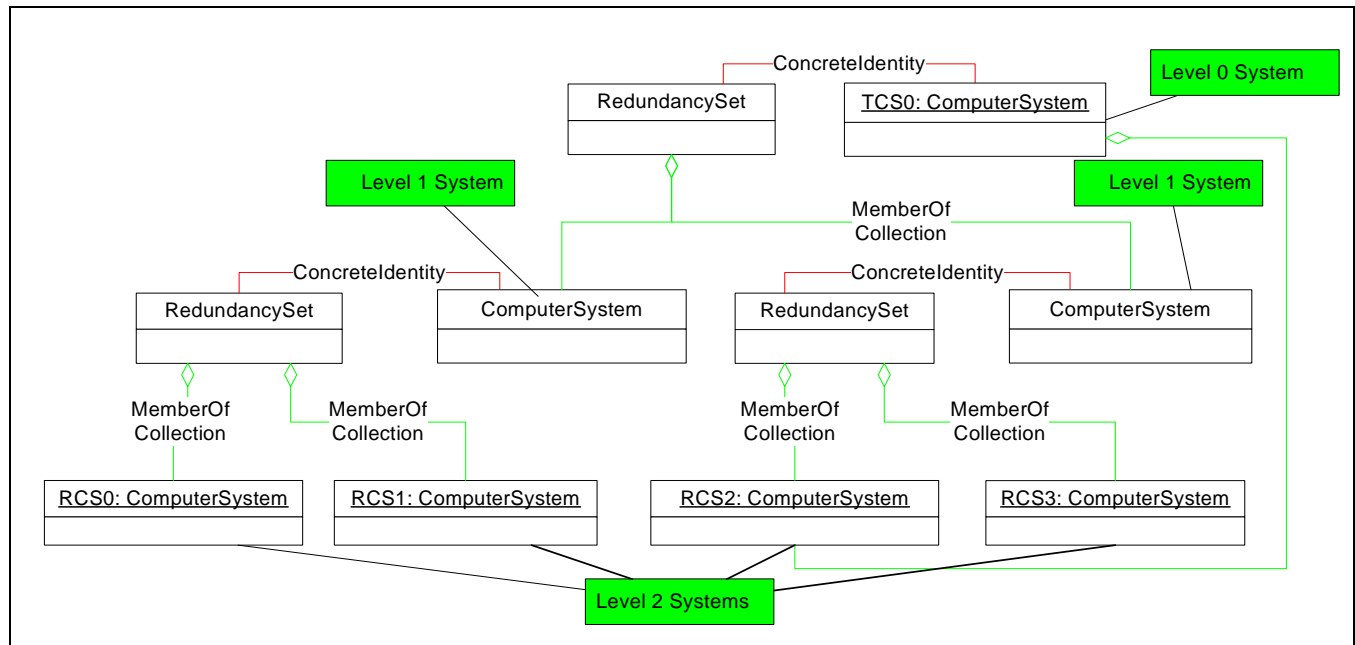 ConcreteIdentity
Level 0 System
RedundancySet
TCS0: ComputerSystem
Level 1 System
Level 1 System
MemberOf
Collection
ConcreteIdentity
ConcreteIdentity
RedundancySet
ComputerSystem
RedundancySet
ComputerSystem
MemberOf
Collection
MemberOf
Collection
MemberOf
Collection
MemberOf
Collection
RCS0: ComputerSystem
RCS1: ComputerSystem
RCS2: ComputerSystem
RCS3: ComputerSystem
Level 2 Systems